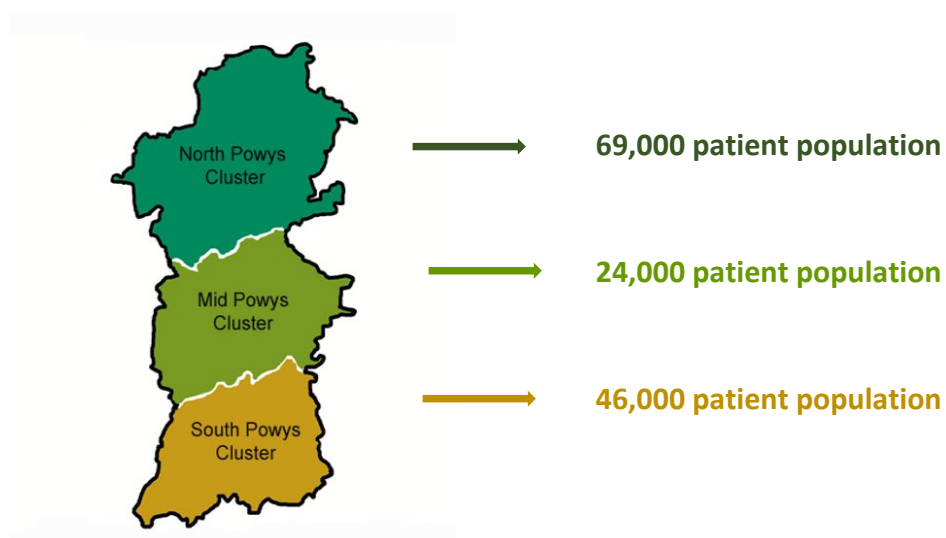 North Powys
Cluster
69,000 patient population
Mid Powys
Cluster
24,000 patient population
South Powys
Cluster
46,000 patient population